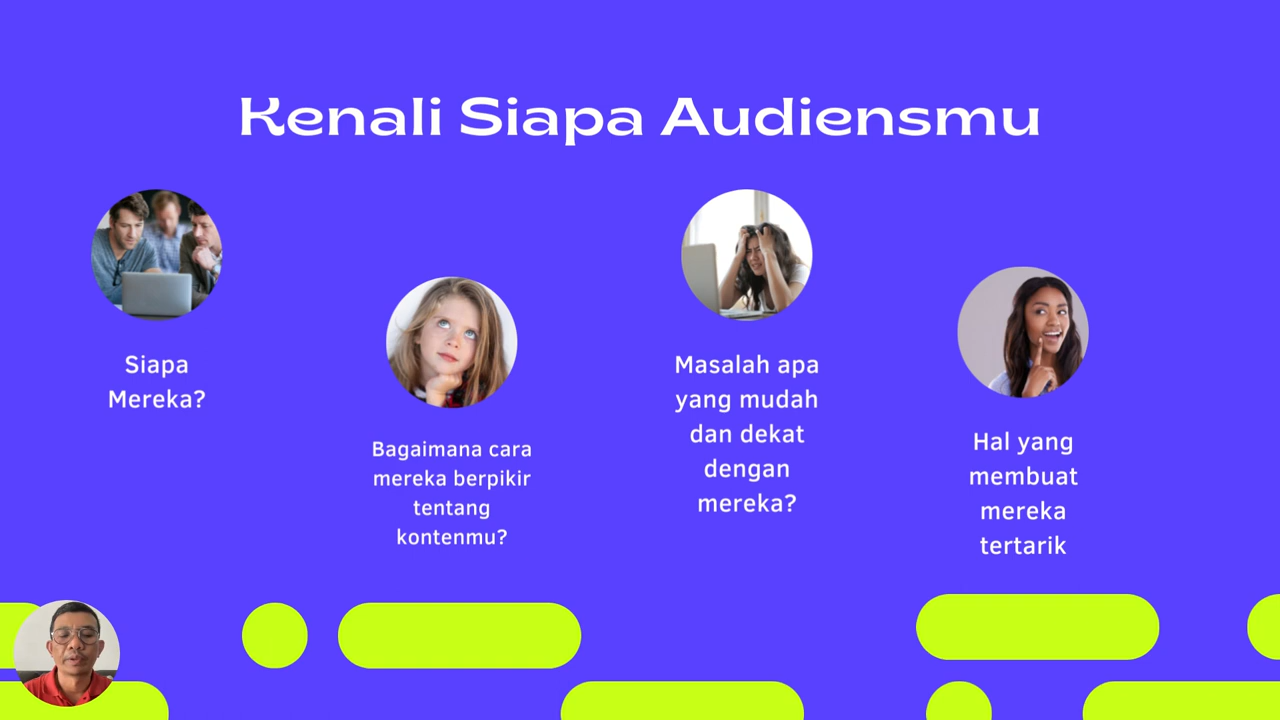 Kenali Siapa Audiensmu
Siapa
Mereka?
Bagaimana cara
mereka berpikir
tentang
kontenmu?
Masalah apa
yang mudah
dan dekat
dengan
mereka?
Hal yang
membuat
mereka
tertarik